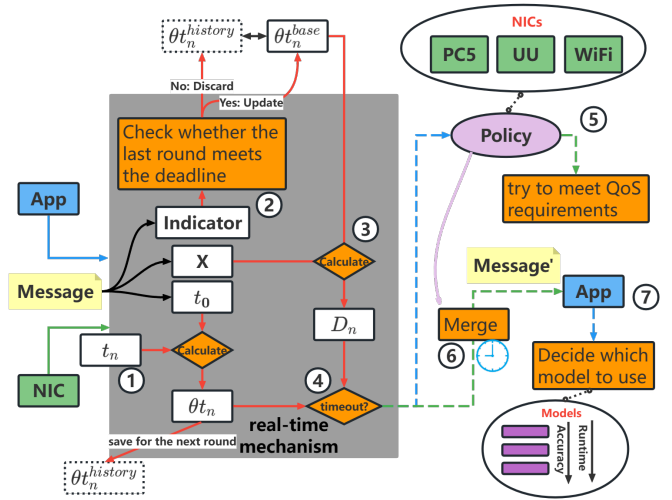 θt_n^{history}
θt_n^{base}
No: Discard
Yes: Update
Check whether the
last round meets
the deadline
2
Indicator
App
Message
X
t_0
3
Calculate
D_n
t_n
1
Calculate
NIC
θt_n
4
timeout?
real-time
mechanism
save for the next round
θt_n^{history}
NICs
PC5
UU
WiFi
Policy
5
try to meet QoS
requirements
Message'
App
7
Merge
6
Decide which
model to use
Models
Accuracy
Runtime